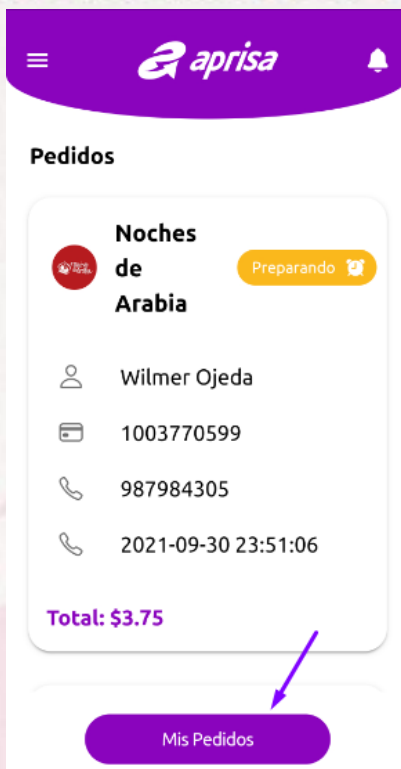 aprisa
Pedidos
Noches
de
Arabia
Preparando
Wilmer Ojeda
1003770599
987984305
2021-09-30 23:51:06
Total: $3.75
Mis Pedidos